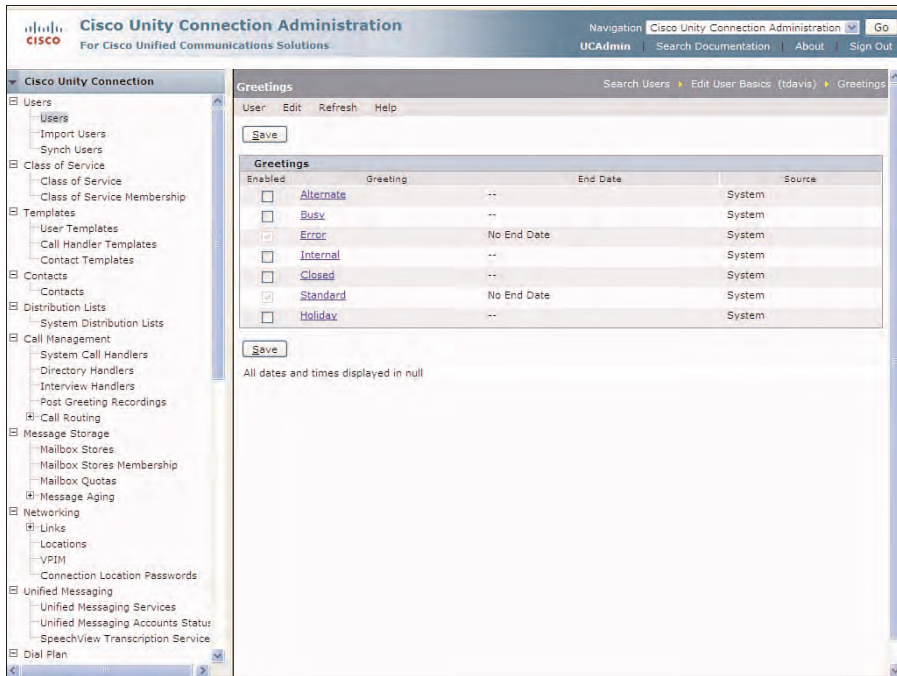 cisco
Cisco Unity Connection Administration
For Cisco Unified Communications Solutions
Navigation Cisco Unity Connection Administration Go
UCAdmin | Search Documentation | About | Sign Out
Cisco Unity Connection
Users
Users
Import Users
Synch Users
Class of Service
Class of Service
Class of Service Membership
Templates
User Templates
Call Handler Templates
Contact Templates
Contacts
Contacts
Distribution Lists
System Distribution Lists
Call Management
System Call Handlers
Directory Handlers
Interview Handlers
Post Greeting Recordings
Call Routing
Message Storage
Mailbox Stores
Mailbox Stores Membership
Mailbox Quotas
Message Aging
Networking
Links
Locations
VPIM
Connection Location Passwords
Unified Messaging
Unified Messaging Services
Unified Messaging Accounts Status
SpeechView Transcription Service
Dial Plan
Greetings
Search Users Edit User Basics (tdavis) Greetings
User Edit Refresh Help
Save
Greetings
Enabled Greeting End Date Source
Alternate -- System
Busy -- System
Error No End Date System
Internal -- System
Closed -- System
Standard No End Date System
Holiday -- System
Save
All dates and times displayed in null